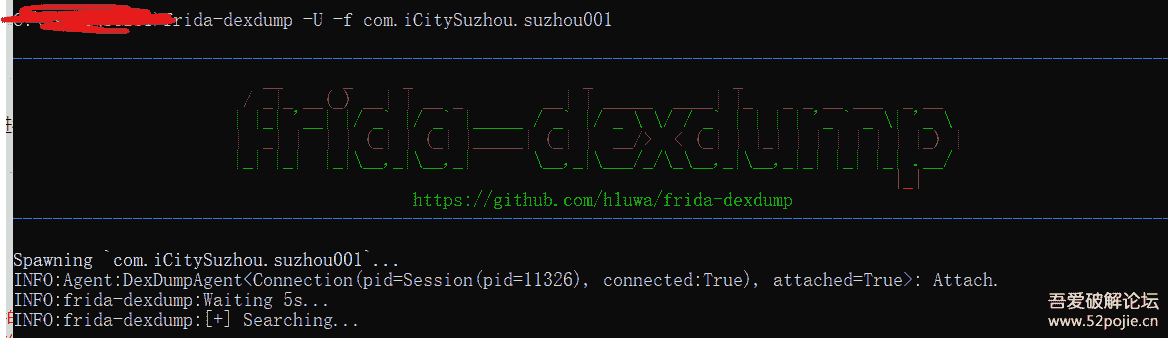 frida-dexdump -U -f com.iCitySuzhou.suzhou001
frida-dexdump
https://github.com/hluwa/frida-dexdump
Spawning `com.iCitySuzhou.suzhou001`...
INFO:Agent:DexDumpAgent<Connection(pid=Session(pid=11326), connected:True), attached=True>: Attach.
INFO:frida-dexdump:Waiting 5s...
INFO:frida-dexdump:[+] Searching...
吾爱破解论坛
www.52pojie.cn